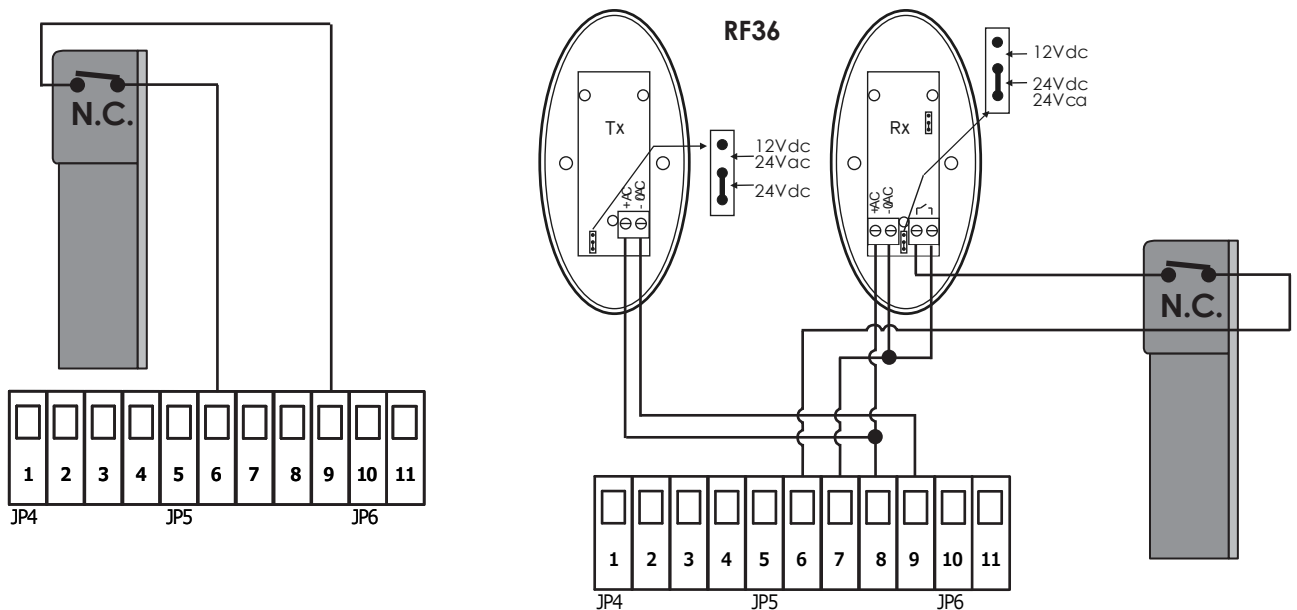 N.C.
1 2 3 4 5 6 7 8 9 10 11
JP4 JP5 JP6
RF36
Tx
+AC
- 0AC
12Vdc
24Vac
24Vdc
Rx
+AC
-0AC
12Vdc
24Vdc
24Vca
N.C.
1 2 3 4 5 6 7 8 9 10 11
JP4 JP5 JP6